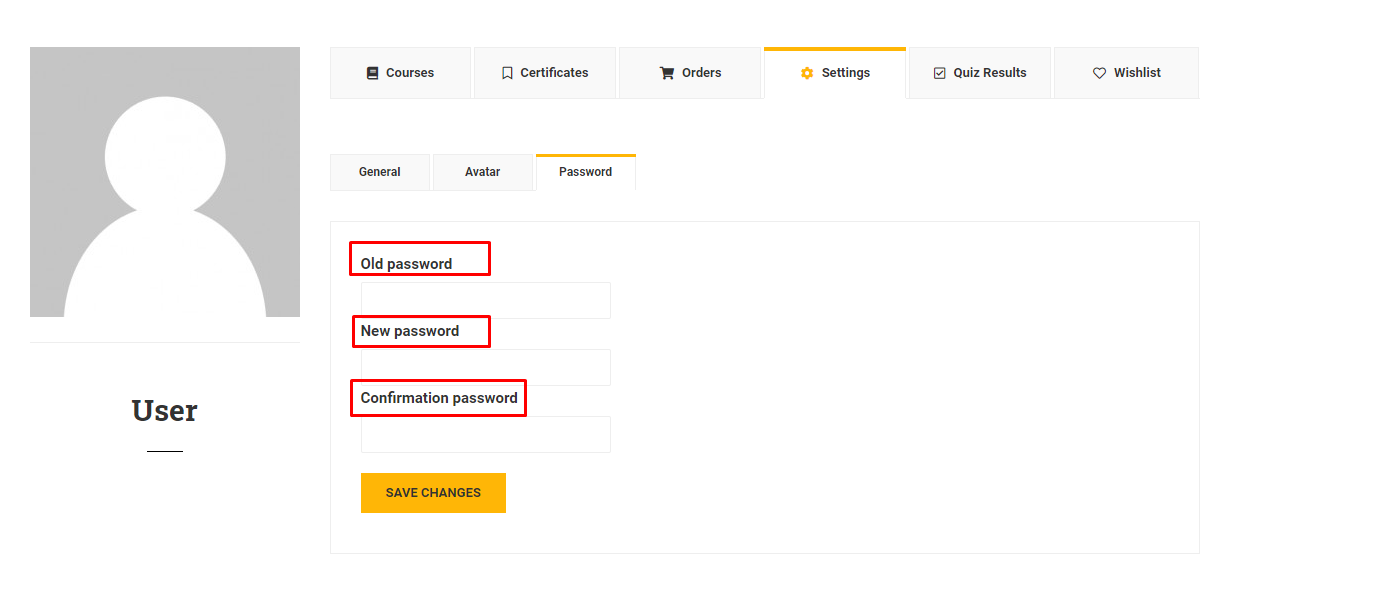 Courses Certificates Orders Settings Quiz Results Wishlist
General Avatar Password
Old password
New password
Confirmation password
User
SAVE CHANGES